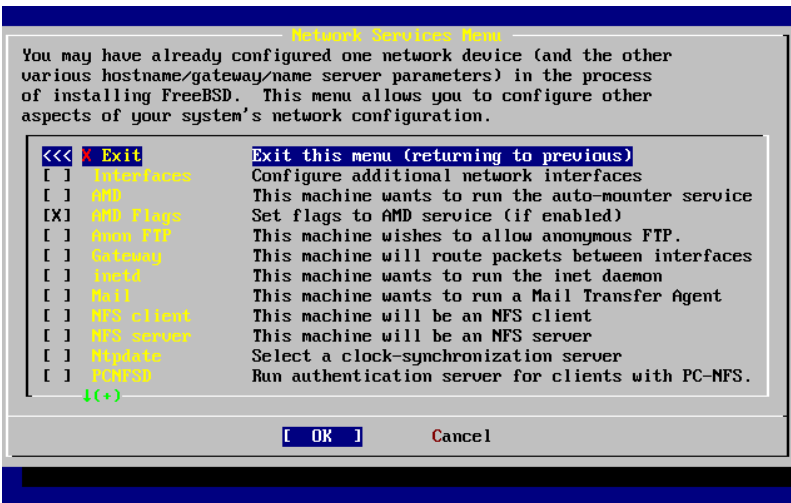 Network Services Menu
You may have already configured one network device (and the other
various hostname/gateway/name server parameters) in the process
of installing FreeBSD.  This menu allows you to configure other
aspects of your system's network configuration.
<<< X Exit Exit this menu (returning to previous)
[ ] Interfaces Configure additional network interfaces
[ ] AMD This machine wants to run the auto-mounter service
[X] AMD Flags Set flags to AMD service (if enabled)
[ ] Anon FTP This machine wishes to allow anonymous FTP.
[ ] Gateway This machine will route packets between interfaces
[ ] inetd This machine wants to run the inet daemon
[ ] Mail This machine wants to run a Mail Transfer Agent
[ ] NFS client This machine will be an NFS client
[ ] NFS server This machine will be an NFS server
[ ] Ntpdate Select a clock-synchronization server
[ ] PCNFSD Run authentication server for clients with PC-NFS.
↓(+)
[ OK ] Cancel